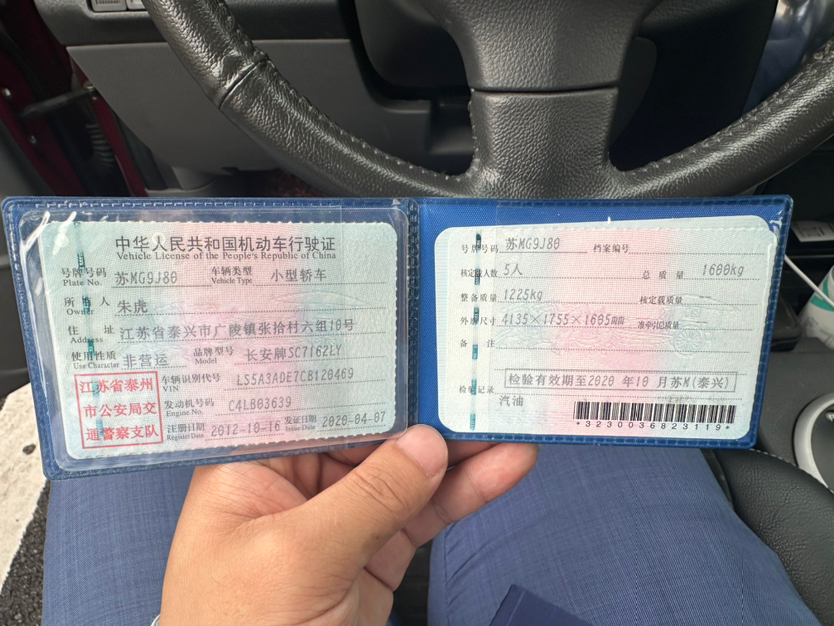 中华人民共和国机动车行驶证
Vehicle License of the People's Republic of China
号牌号码 苏MG9J80 车辆类型 小型轿车
Plate No. Vehicle Type
所有人 朱虎
Owner
住址 江苏省泰兴市广陵镇张拾村六组10号
Address
使用性质 非营运 品牌型号 长安牌SC7162LY
Use Character Model
车辆识别代号 LS5A3ADE7CB120469
VIN
发动机号码 C4LB03639
Engine No.
注册日期 2012-10-16 发证日期 2020-04-07
Register Date Issue Date
江苏省泰州
市公安局交
通警察支队
号牌号码 苏MG9J80 档案编号
核定载人数 5人 总质量 1600kg
整备质量 1225kg 核定载质量
外廓尺寸 4135×1755×1605mm 准牵引总质量
备注
检验记录 检验有效期至2020年10月苏M(泰兴)
汽油
*3230036823119*